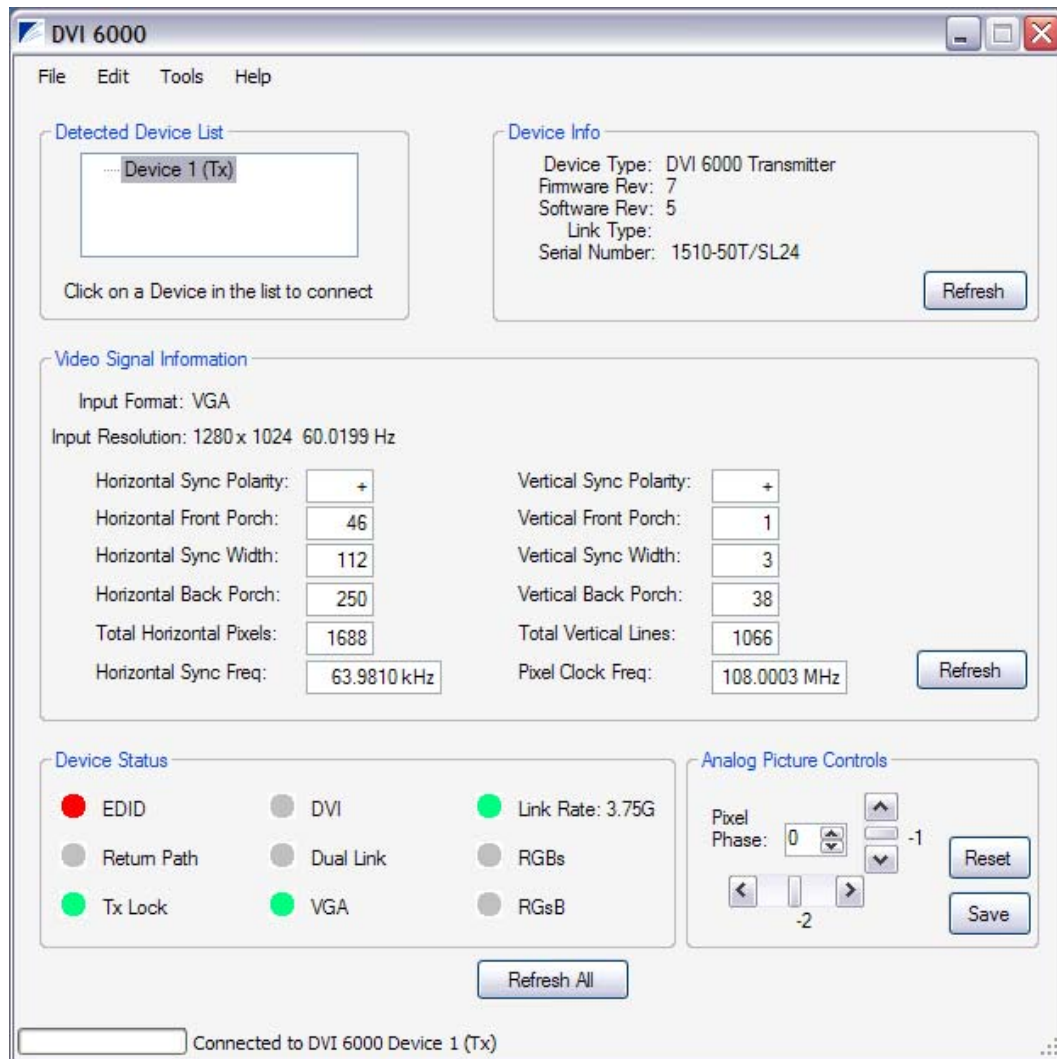 DVI 6000
File Edit Tools Help
Detected Device List
Device 1 (Tx)
Click on a Device in the list to connect
Device Info
Device Type: DVI 6000 Transmitter
Firmware Rev: 7
Software Rev: 5
Link Type:
Serial Number: 1510-50T/SL24
Refresh
Video Signal Information
Input Format: VGA
Input Resolution: 1280 x 1024 60.0199 Hz
Horizontal Sync Polarity: + Vertical Sync Polarity: +
Horizontal Front Porch: 46 Vertical Front Porch: 1
Horizontal Sync Width: 112 Vertical Sync Width: 3
Horizontal Back Porch: 250 Vertical Back Porch: 38
Total Horizontal Pixels: 1688 Total Vertical Lines: 1066
Horizontal Sync Freq: 63.9810 kHz Pixel Clock Freq: 108.0003 MHz
Refresh
Device Status
EDID DVI Link Rate: 3.75G
Return Path Dual Link RGBs
Tx Lock VGA RGsB
Analog Picture Controls
Pixel
Phase: 0 -1
-2
Reset
Save
Refresh All
Connected to DVI 6000 Device 1 (Tx)